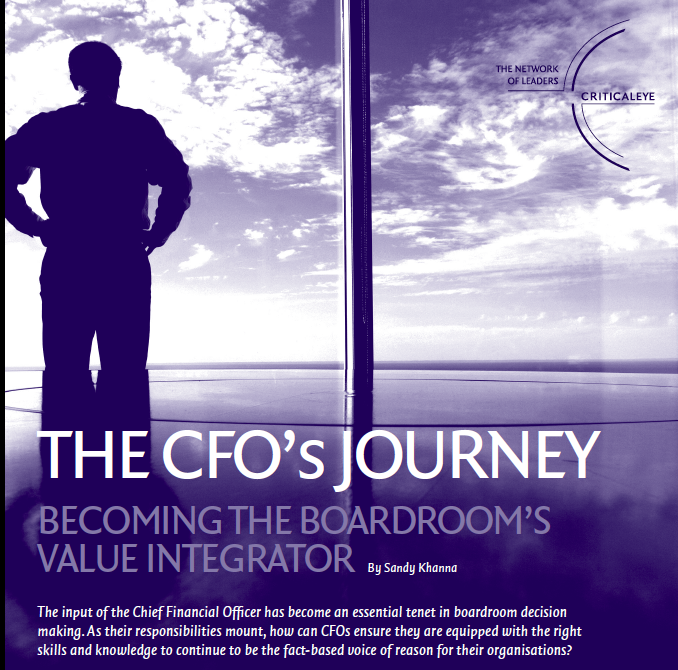 THE NETWORK
OF LEADERS
CRITICALEYE
THE CFO's JOURNEY
BECOMING THE BOARDROOM'S
VALUE INTEGRATOR By Sandy Khanna
The input of the Chief Financial Officer has become an essential tenet in boardroom decision
making. As their responsibilities mount, how can CFOs ensure they are equipped with the right
skills and knowledge to continue to be the fact-based voice of reason for their organisations?